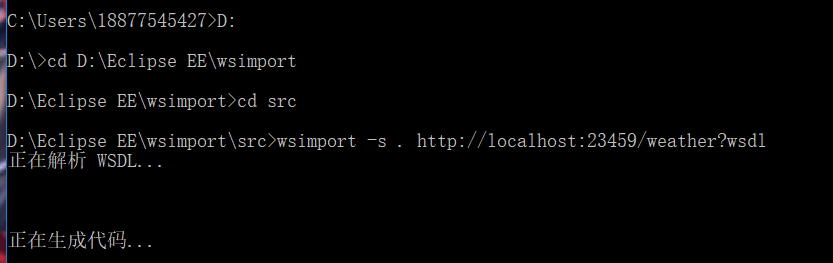 C:\Users\18877545427>D:
D:\>cd D:\Eclipse EE\wsimport
D:\Eclipse EE\wsimport>cd src
D:\Eclipse EE\wsimport\src>wsimport -s . http://localhost:23459/weather?wsdl
正在解析 WSDL...
正在生成代码...